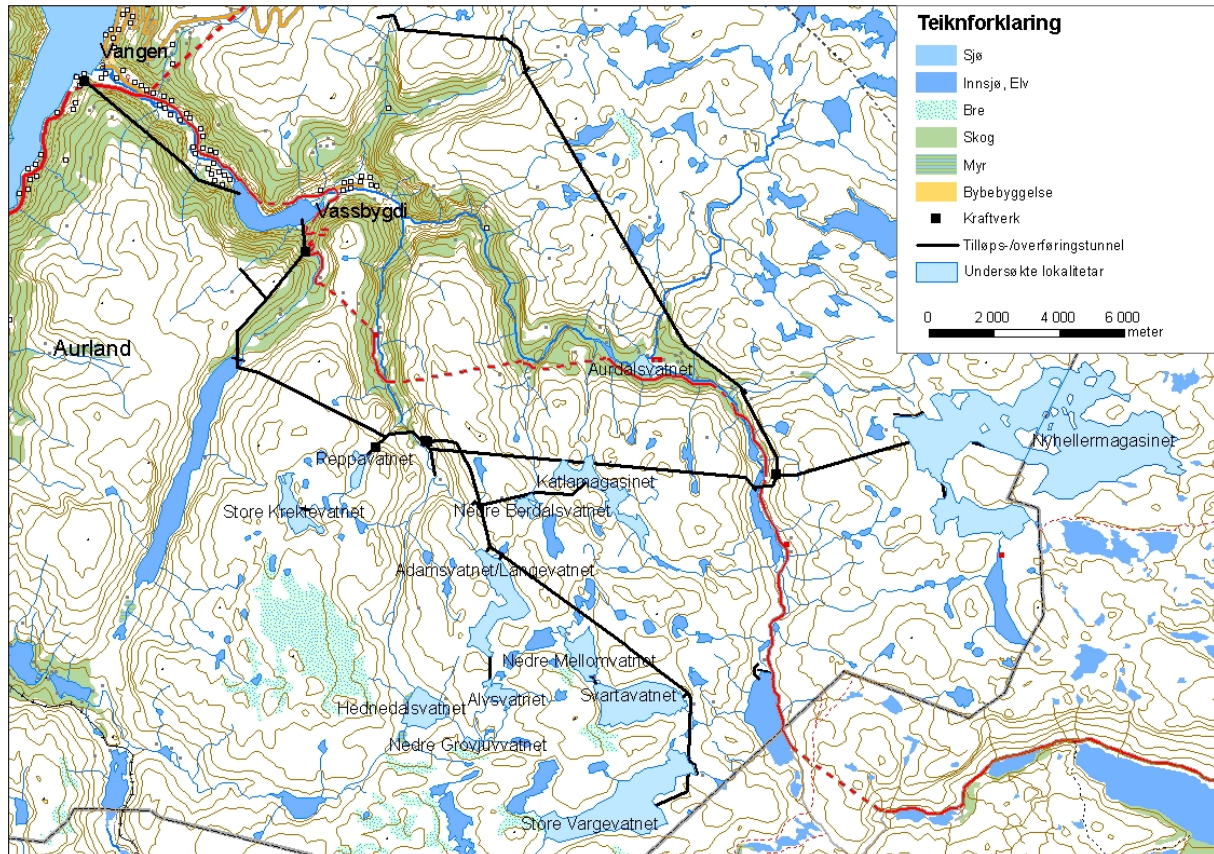 Teiknforklaring
Sjø
Innsjø, Elv
Bre
Skog
Myr
Bybebyggelse
Kraftverk
Tilløps-/overføringstunnel
Undersøkte lokalitetar
0 2 000 4 000 6 000
meter
Vangen
Vassbygdi
Aurland
Aurdalsvatnet
Nyhellermagasinet
Reppavatnet
Katlamagasinet
Store Krekjevatnet
Nedre Berdalsvatnet
Adamsvatnet/Langevatnet
Nedre Mellomvatnet
Hednedalsvatnet
Alvsvatnet
Svartavatnet
Nedre Grovjuvvatnet
Store Vargevatnet